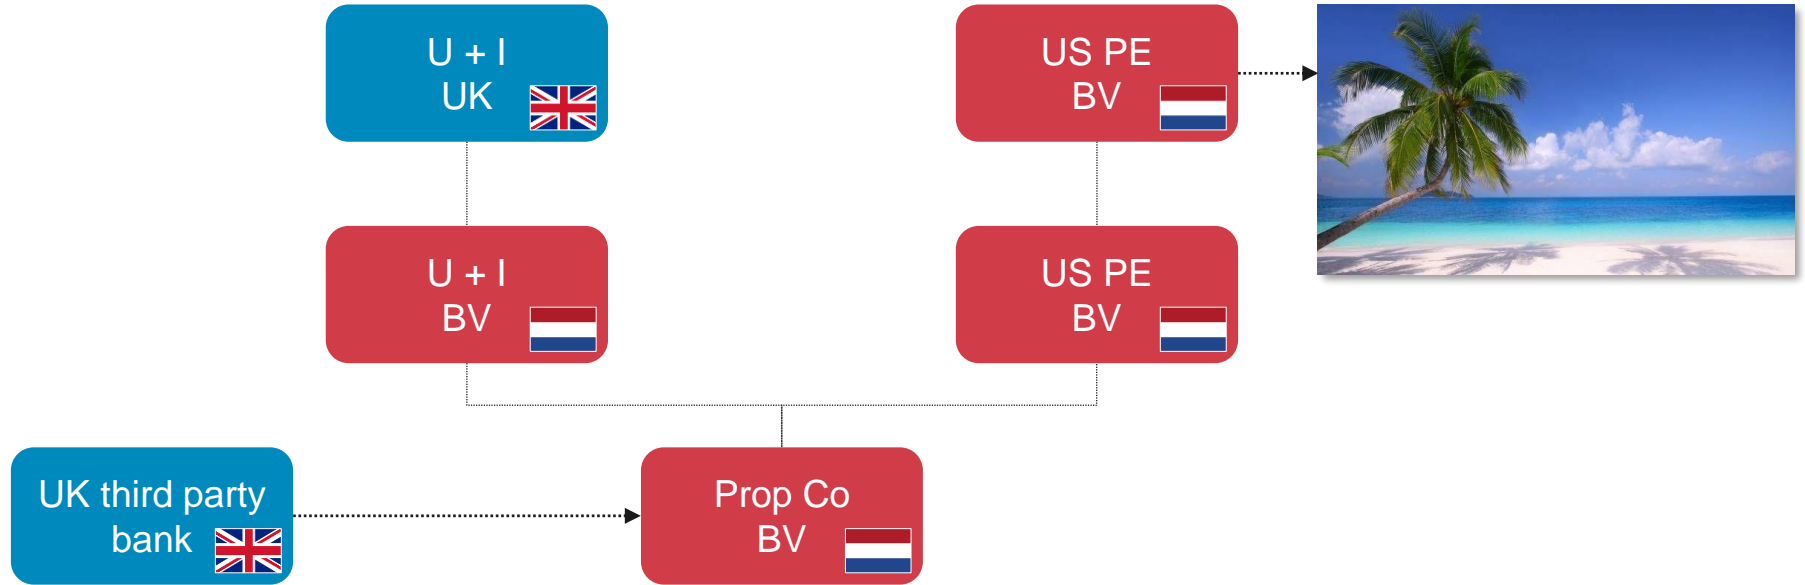 U + I
UK
US PE
BV
U + I
BV
US PE
BV
UK third party
bank
Prop Co
BV